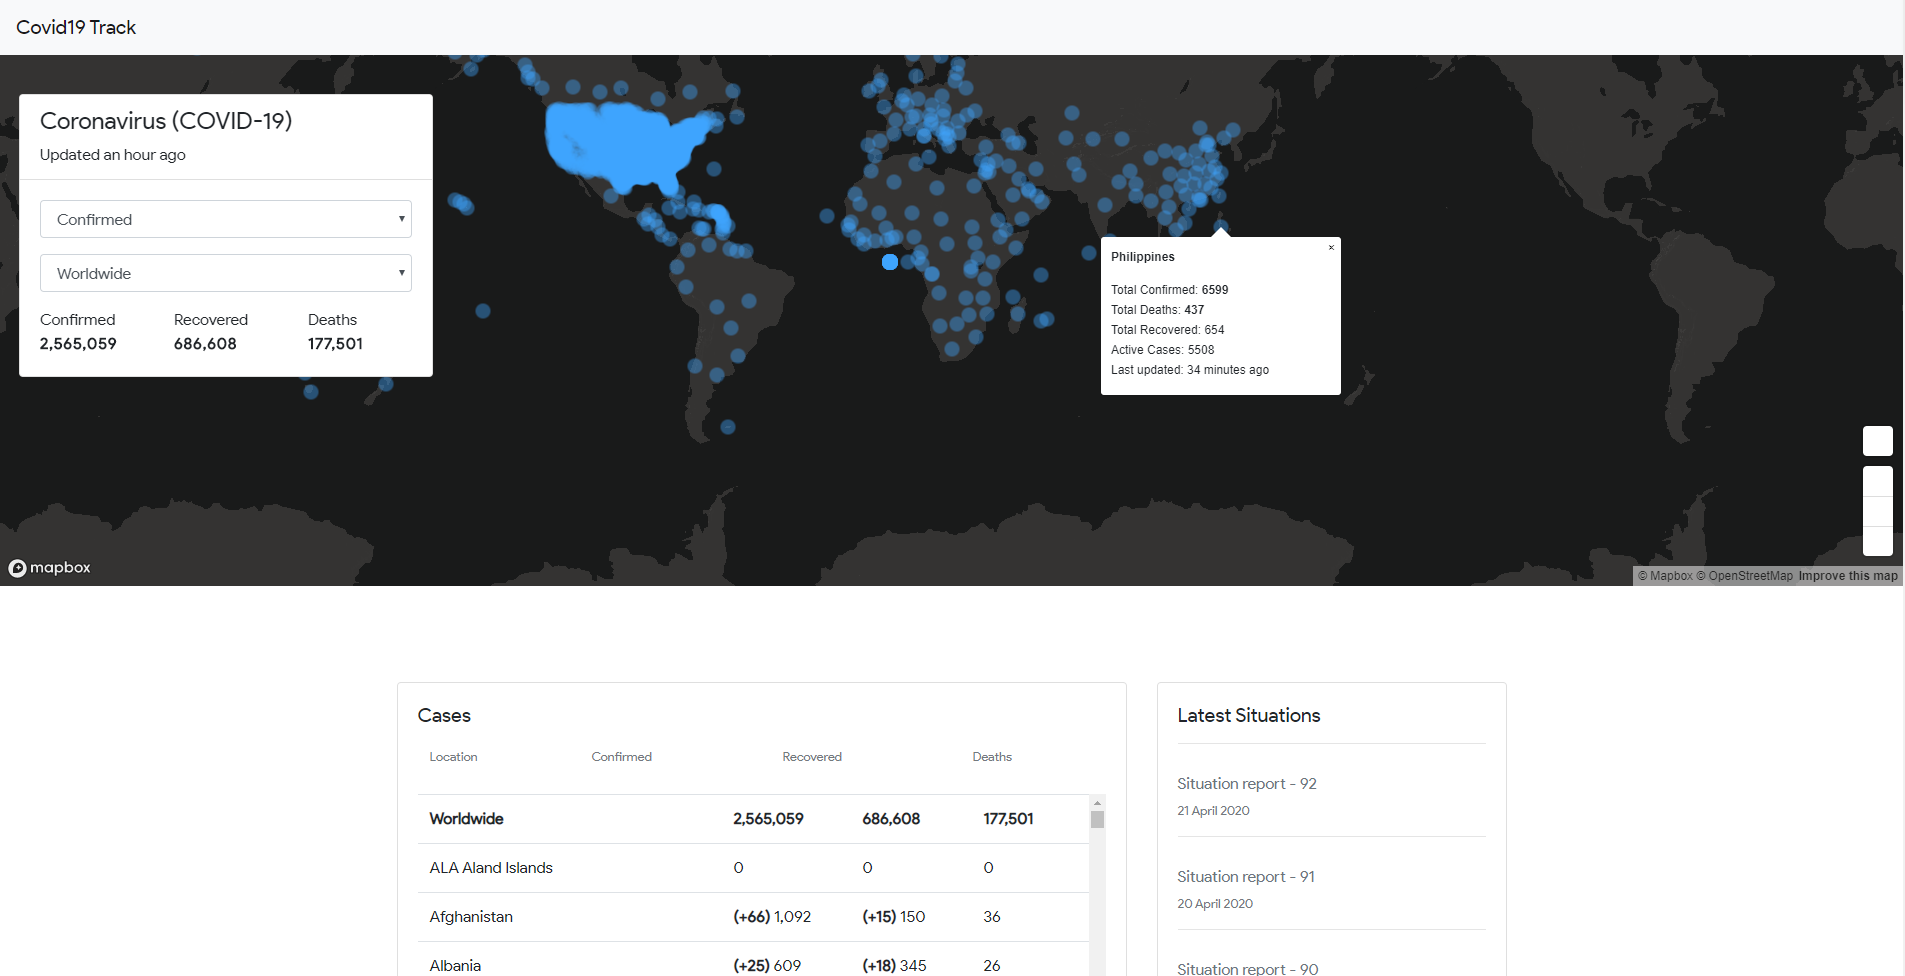 Covid19 Track
Coronavirus (COVID-19)
Updated an hour ago
Confirmed
Worldwide
Confirmed Recovered Deaths
2,565,059 686,608 177,501
×
Philippines
Total Confirmed: 6599
Total Deaths: 437
Total Recovered: 654
Active Cases: 5508
Last updated: 34 minutes ago
mapbox
© Mapbox © OpenStreetMap Improve this map
Cases
Location Confirmed Recovered Deaths
Worldwide 2,565,059 686,608 177,501
ALA Aland Islands 0 0 0
Afghanistan (+66) 1,092 (+15) 150 36
Albania (+25) 609 (+18) 345 26
Latest Situations
Situation report - 92
21 April 2020
Situation report - 91
20 April 2020
Situation report - 90